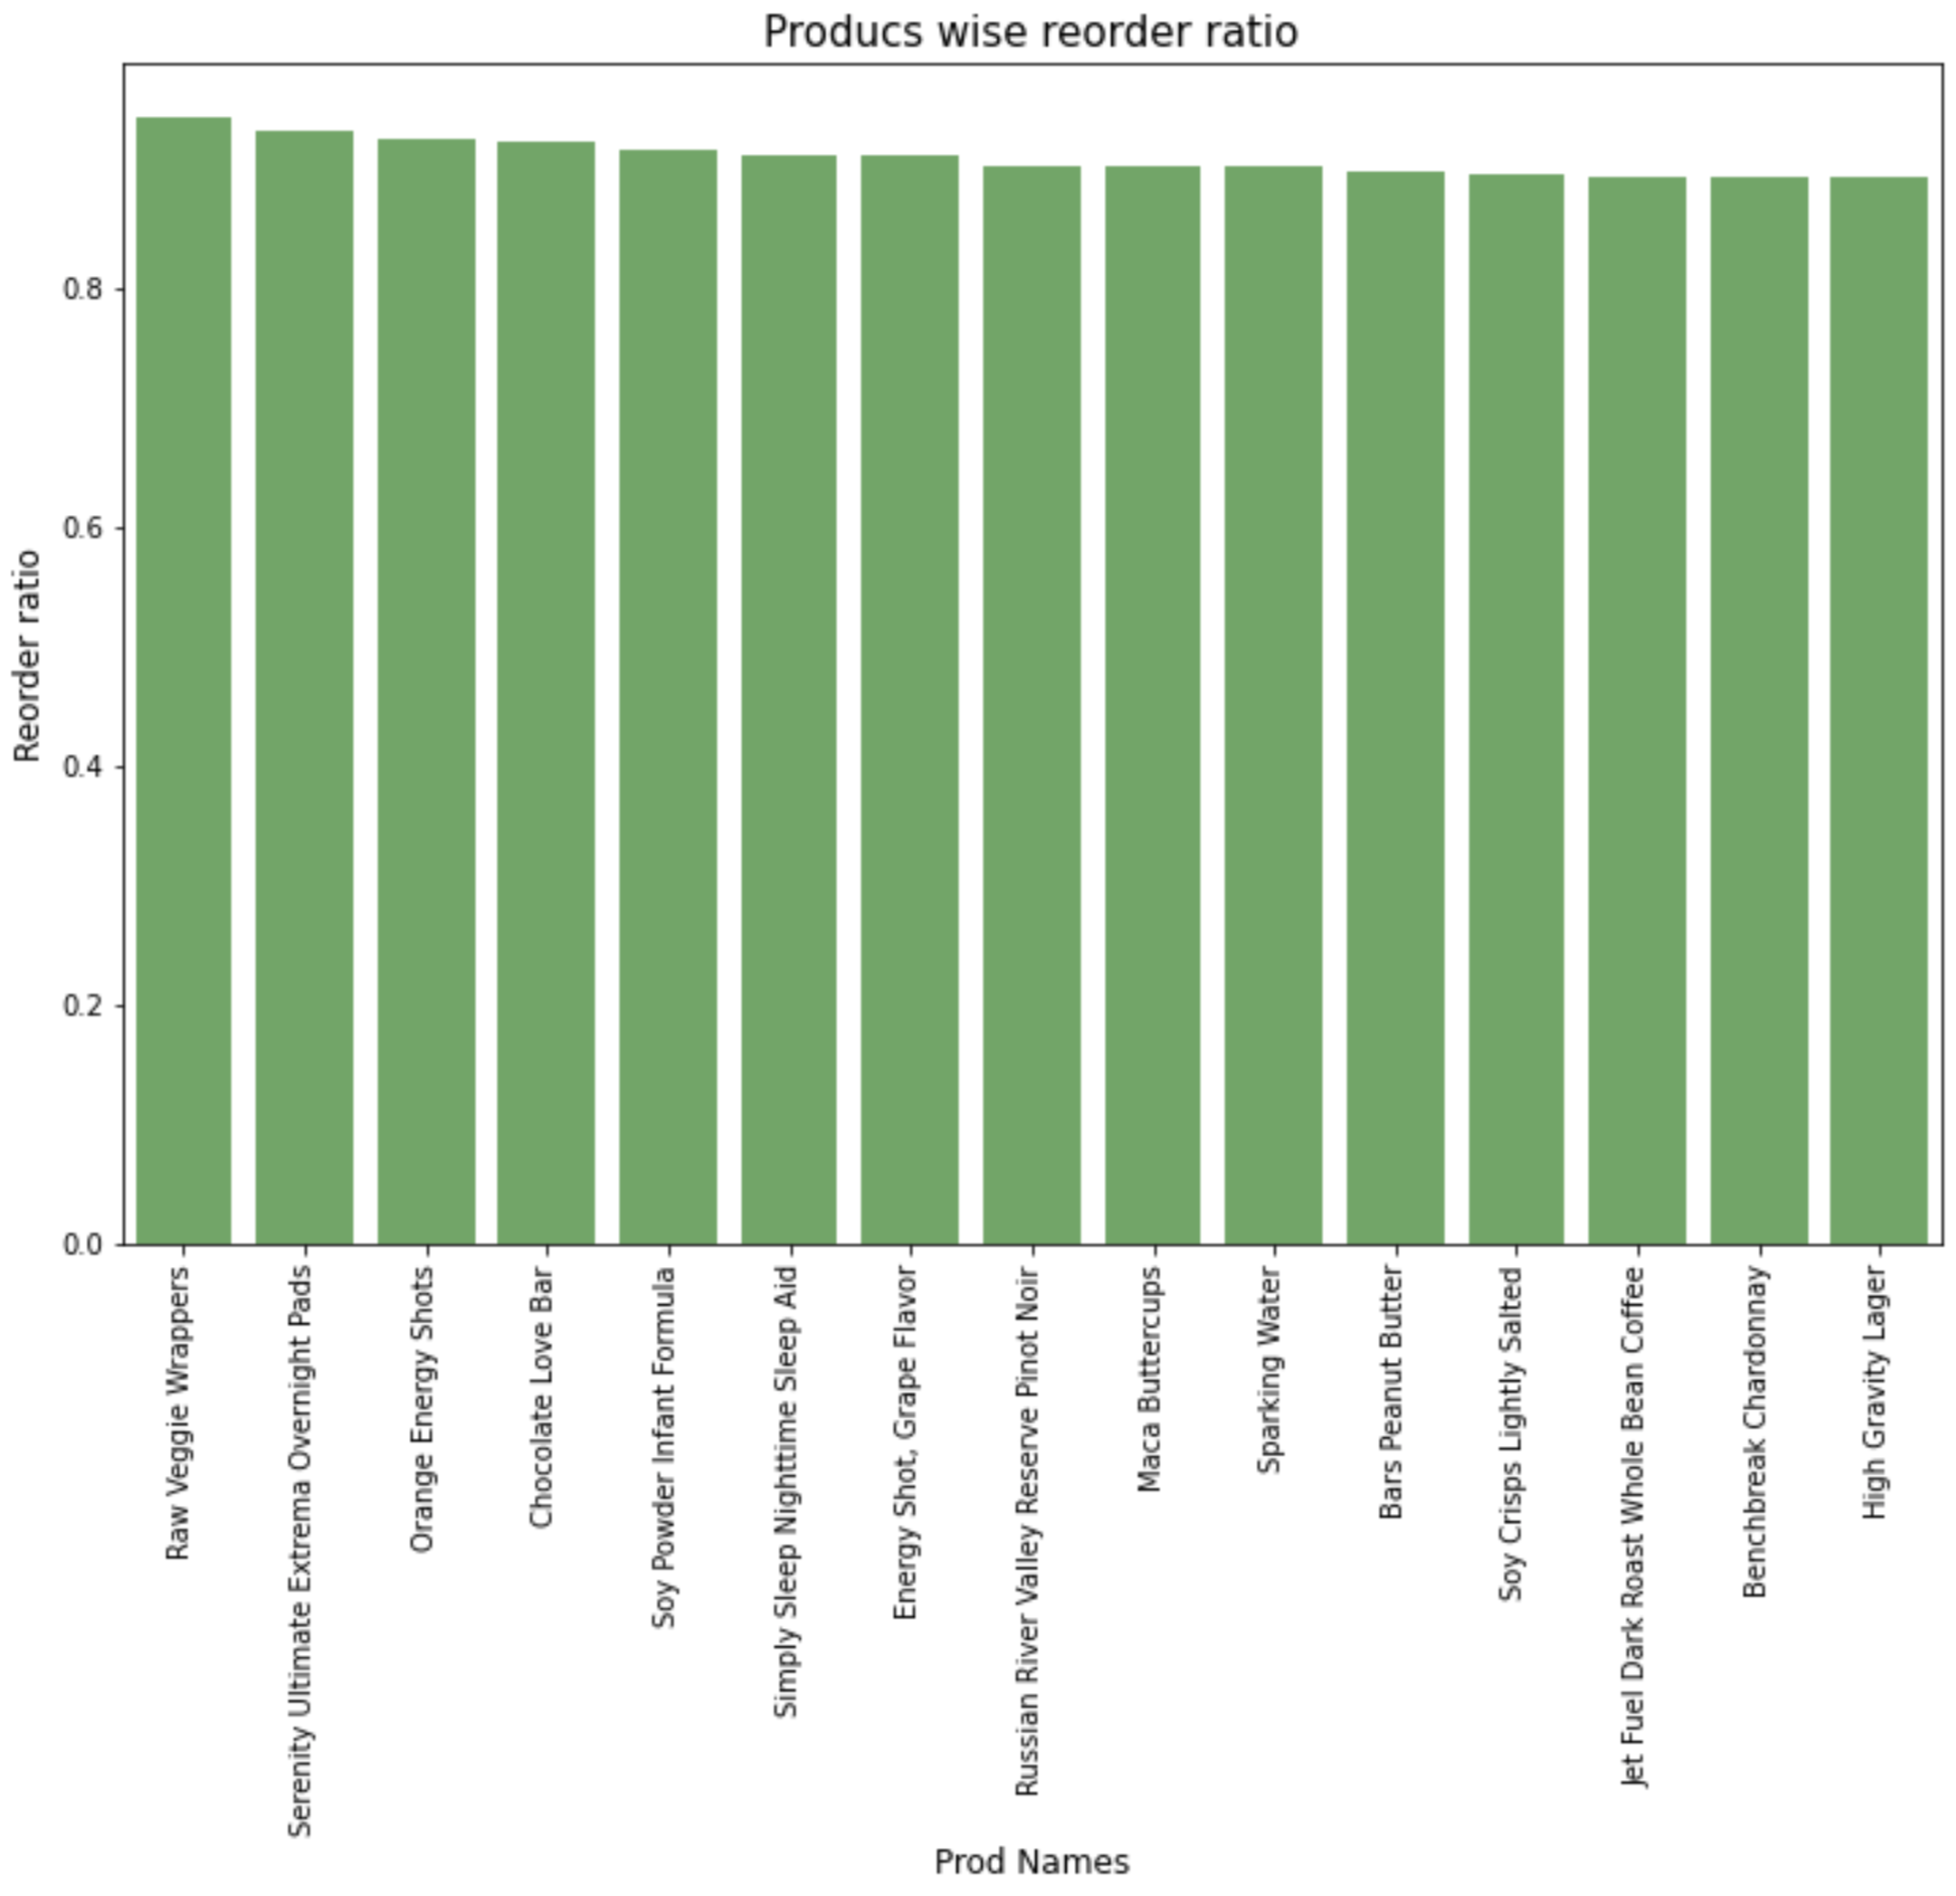 Producs wise reorder ratio
Reorder ratio
0.8
0.6
0.4
0.2
0.0
Raw Veggie Wrappers
Serenity Ultimate Extrema Overnight Pads
Orange Energy Shots
Chocolate Love Bar
Soy Powder Infant Formula
Simply Sleep Nighttime Sleep Aid
Energy Shot, Grape Flavor
Russian River Valley Reserve Pinot Noir
Maca Buttercups
Sparking Water
Bars Peanut Butter
Soy Crisps Lightly Salted
Jet Fuel Dark Roast Whole Bean Coffee
Benchbreak Chardonnay
High Gravity Lager
Prod Names